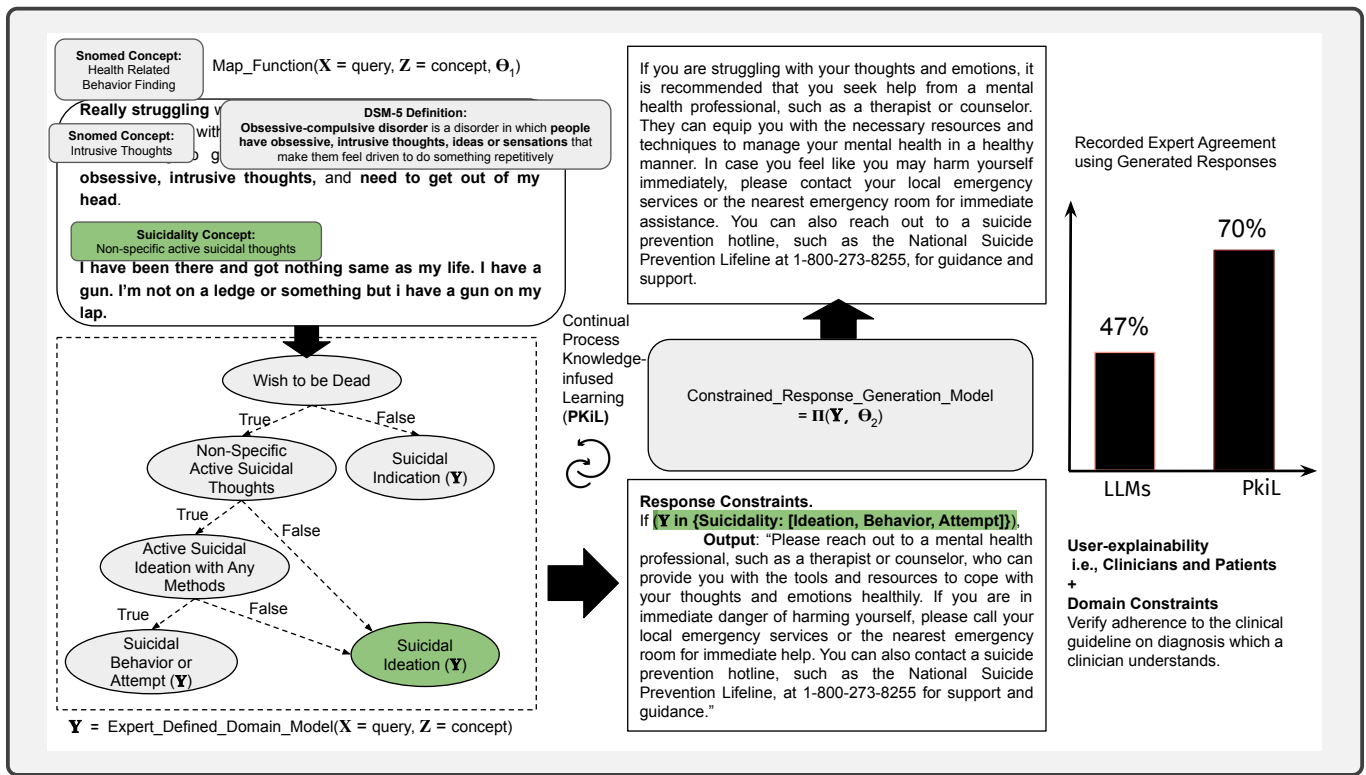 Snomed Concept:
Health Related
Behavior Finding
Map_Function(X = query, Z = concept, Θ1)
Really struggling w
DSM-5 Definition:
Obsessive-compulsive disorder is a disorder in which people
have obsessive, intrusive thoughts, ideas or sensations that
make them feel driven to do something repetitively
Snomed Concept:
Intrusive Thoughts
with
g
obsessive, intrusive thoughts, and need to get out of my
head.
Suicidality Concept:
Non-specific active suicidal thoughts
I have been there and got nothing same as my life. I have a
gun. I'm not on a ledge or something but i have a gun on my
lap.
Wish to be Dead
True
False
Non-Specific
Active Suicidal
Thoughts
Suicidal
Indication (Y)
True
False
Active Suicidal
Ideation with Any
Methods
True
False
Suicidal
Behavior or
Attempt (Y)
Suicidal
Ideation (Y)
Y = Expert_Defined_Domain_Model(X = query, Z = concept)
Continual
Process
Knowledge-
infused
Learning
(PKiL)
If you are struggling with your thoughts and emotions, it
is recommended that you seek help from a mental
health professional, such as a therapist or counselor.
They can equip you with the necessary resources and
techniques to manage your mental health in a healthy
manner. In case you feel like you may harm yourself
immediately, please contact your local emergency
services or the nearest emergency room for immediate
assistance. You can also reach out to a suicide
prevention hotline, such as the National Suicide
Prevention Lifeline at 1-800-273-8255, for guidance and
support.
Constrained_Response_Generation_Model
= Π(Y, Θ2)
Response Constraints.
If (Y in {Suicidality: [Ideation, Behavior, Attempt]}),
Output: “Please reach out to a mental health
professional, such as a therapist or counselor, who can
provide you with the tools and resources to cope with
your thoughts and emotions healthily. If you are in
immediate danger of harming yourself, please call your
local emergency services or the nearest emergency
room for immediate help. You can also contact a suicide
prevention hotline, such as the National Suicide
Prevention Lifeline, at 1-800-273-8255 for support and
guidance.”
Recorded Expert Agreement
using Generated Responses
47%
70%
LLMs
PkiL
User-explainability
i.e., Clinicians and Patients
+
Domain Constraints
Verify adherence to the clinical
guideline on diagnosis which a
clinician understands.